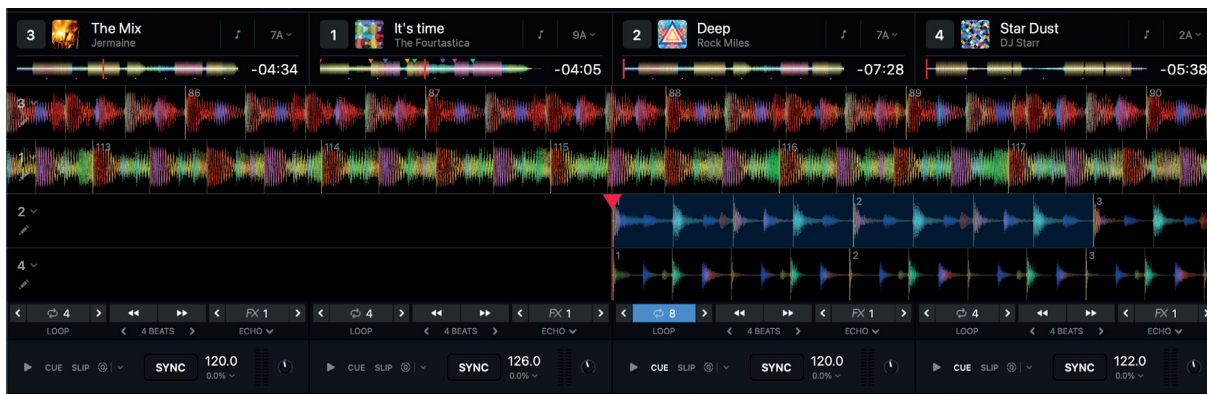 3 The Mix 7A
Jermaine
-04:34
1 It's time 9A
The Fourtastica
-04:05
2 Deep 7A
Rock Miles
-07:28
4 Star Dust 2A
DJ Starr
-05:38
3 86 87 88 89 90
1 113 114 115 116 117
2 1 2 3
4 1 2 3
4 FX 1
LOOP 4 BEATS ECHO
4 FX 1
LOOP 4 BEATS ECHO
8 FX 1
LOOP 4 BEATS ECHO
4 FX 1
LOOP 4 BEATS ECHO
CUE SLIP SYNC 120.0
0.0%
CUE SLIP SYNC 126.0
0.0%
CUE SLIP SYNC 120.0
0.0%
CUE SLIP SYNC 122.0
0.0%